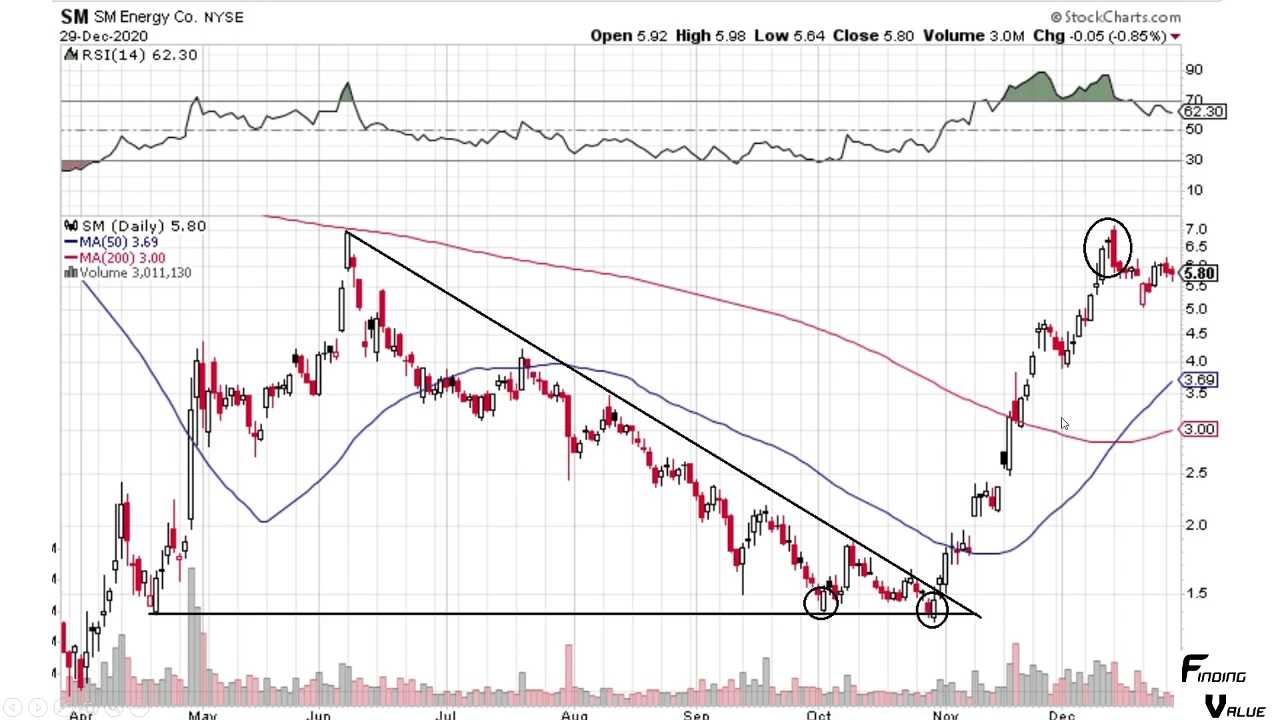 SM SM Energy Co. NYSE
© StockCharts.com
29-Dec-2020
Open 5.92 High 5.98 Low 5.64 Close 5.80 Volume 3.0M Chg -0.05 (-0.85%)
RSI(14) 62.30
90
70
62.30
50
30
10
SM (Daily) 5.80
MA(50) 3.69
MA(200) 3.00
Volume 3,011,130
7.0
6.5
5.80
5.5
5.0
4.5
4.0
3.69
3.5
3.00
2.5
2.0
1.5
Apr May Jun Jul Aug Sep Oct Nov Dec
Finding
Value